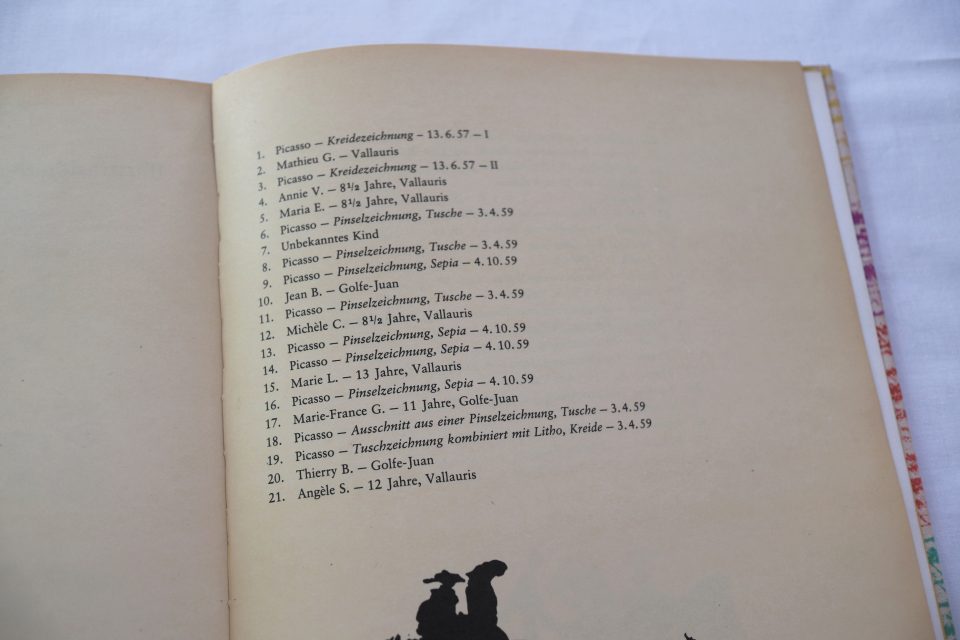 1. Picasso – Kreidezeichnung – 13.6.57 – I
2. Mathieu G. – Vallauris
3. Picasso – Kreidezeichnung – 13.6.57 – II
4. Annie V. – 8½ Jahre, Vallauris
5. Maria E. – 8½ Jahre, Vallauris
6. Picasso – Pinselzeichnung, Tusche – 3.4.59
7. Unbekanntes Kind
8. Picasso – Pinselzeichnung, Tusche – 3.4.59
9. Picasso – Pinselzeichnung, Sepia – 4.10.59
10. Jean B. – Golfe-Juan
11. Picasso – Pinselzeichnung, Tusche – 3.4.59
12. Michèle C. – 8½ Jahre, Vallauris
13. Picasso – Pinselzeichnung, Sepia – 4.10.59
14. Picasso – Pinselzeichnung, Sepia – 4.10.59
15. Marie L. – 13 Jahre, Vallauris
16. Picasso – Pinselzeichnung, Sepia – 4.10.59
17. Marie-France G. – 11 Jahre, Golfe-Juan
18. Picasso – Ausschnitt aus einer Pinselzeichnung, Tusche – 3.4.59
19. Picasso – Tuschzeichnung kombiniert mit Litho, Kreide – 3.4.59
20. Thierry B. – Golfe-Juan
21. Angèle S. – 12 Jahre, Vallauris